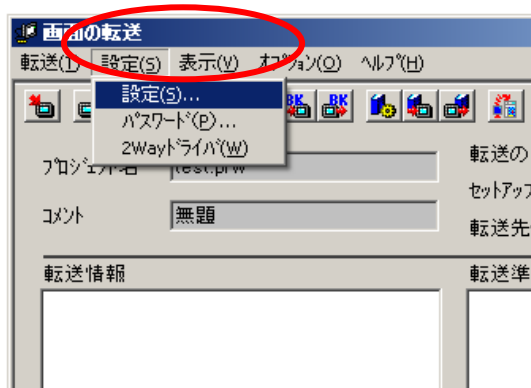 画面の転送
転送(T) 設定(S) 表示(V) ｵﾌﾟｼｮﾝ(O) ﾍﾙﾌﾟ(H)
設定(S)...
ﾊﾟｽﾜｰﾄﾞ(P)...
2Wayﾄﾞﾗｲﾊﾞ(W)
BK BK
ﾌﾟﾛｼﾞｪｸﾄ名 test.prw
ｺﾒﾝﾄ 無題
転送の
ｾｯﾄｱｯﾌﾟ
転送先
転送情報
転送準